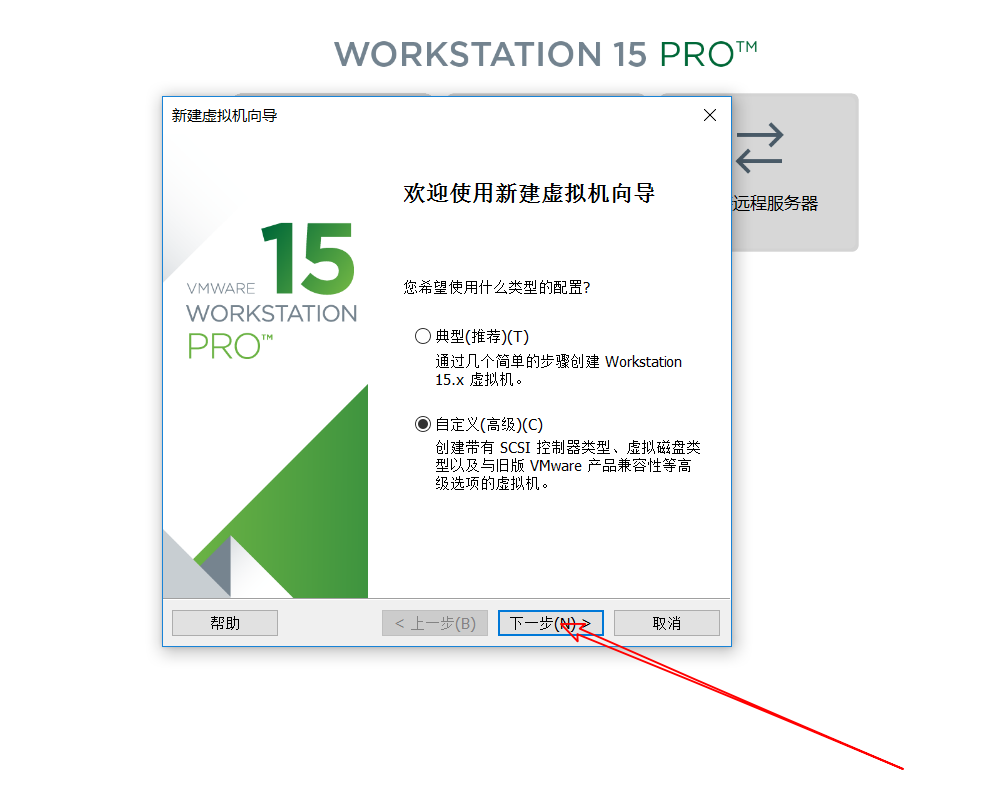 WORKSTATION 15 PRO™
新建虚拟机向导
远程服务器
欢迎使用新建虚拟机向导
15
VMWARE
WORKSTATION
PRO™
您希望使用什么类型的配置?
典型(推荐)(T)
通过几个简单的步骤创建 Workstation
15.x 虚拟机。
自定义(高级)(C)
创建带有 SCSI 控制器类型、虚拟磁盘类
型以及与旧版 VMware 产品兼容性等高
级选项的虚拟机。
帮助
< 上一步(B)
下一步(N) >
取消